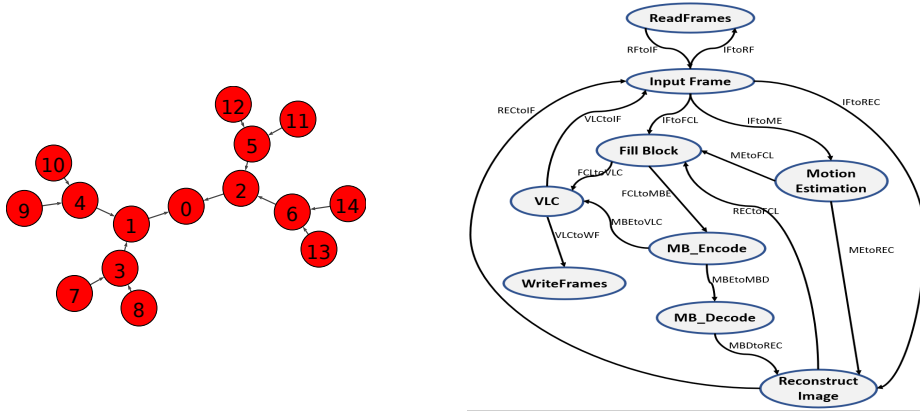 12
11
5
10
2
9
4
0
6
14
1
13
3
7
8
ReadFrames
RFtoIF
IFtoRF
Input Frame
RECtoIF
IFtoREC
VLCtoIF
IFtoFCL
IFtoME
Fill Block
MEtoFCL
FCLtoVLC
Motion
Estimation
FCLtoMBE
VLC
RECtoFCL
MBEtoVLC
VLCtoWF
MB_Encode
MEtoREC
WriteFrames
MBEtoMBD
MB_Decode
MBDtoREC
Reconstruct
Image